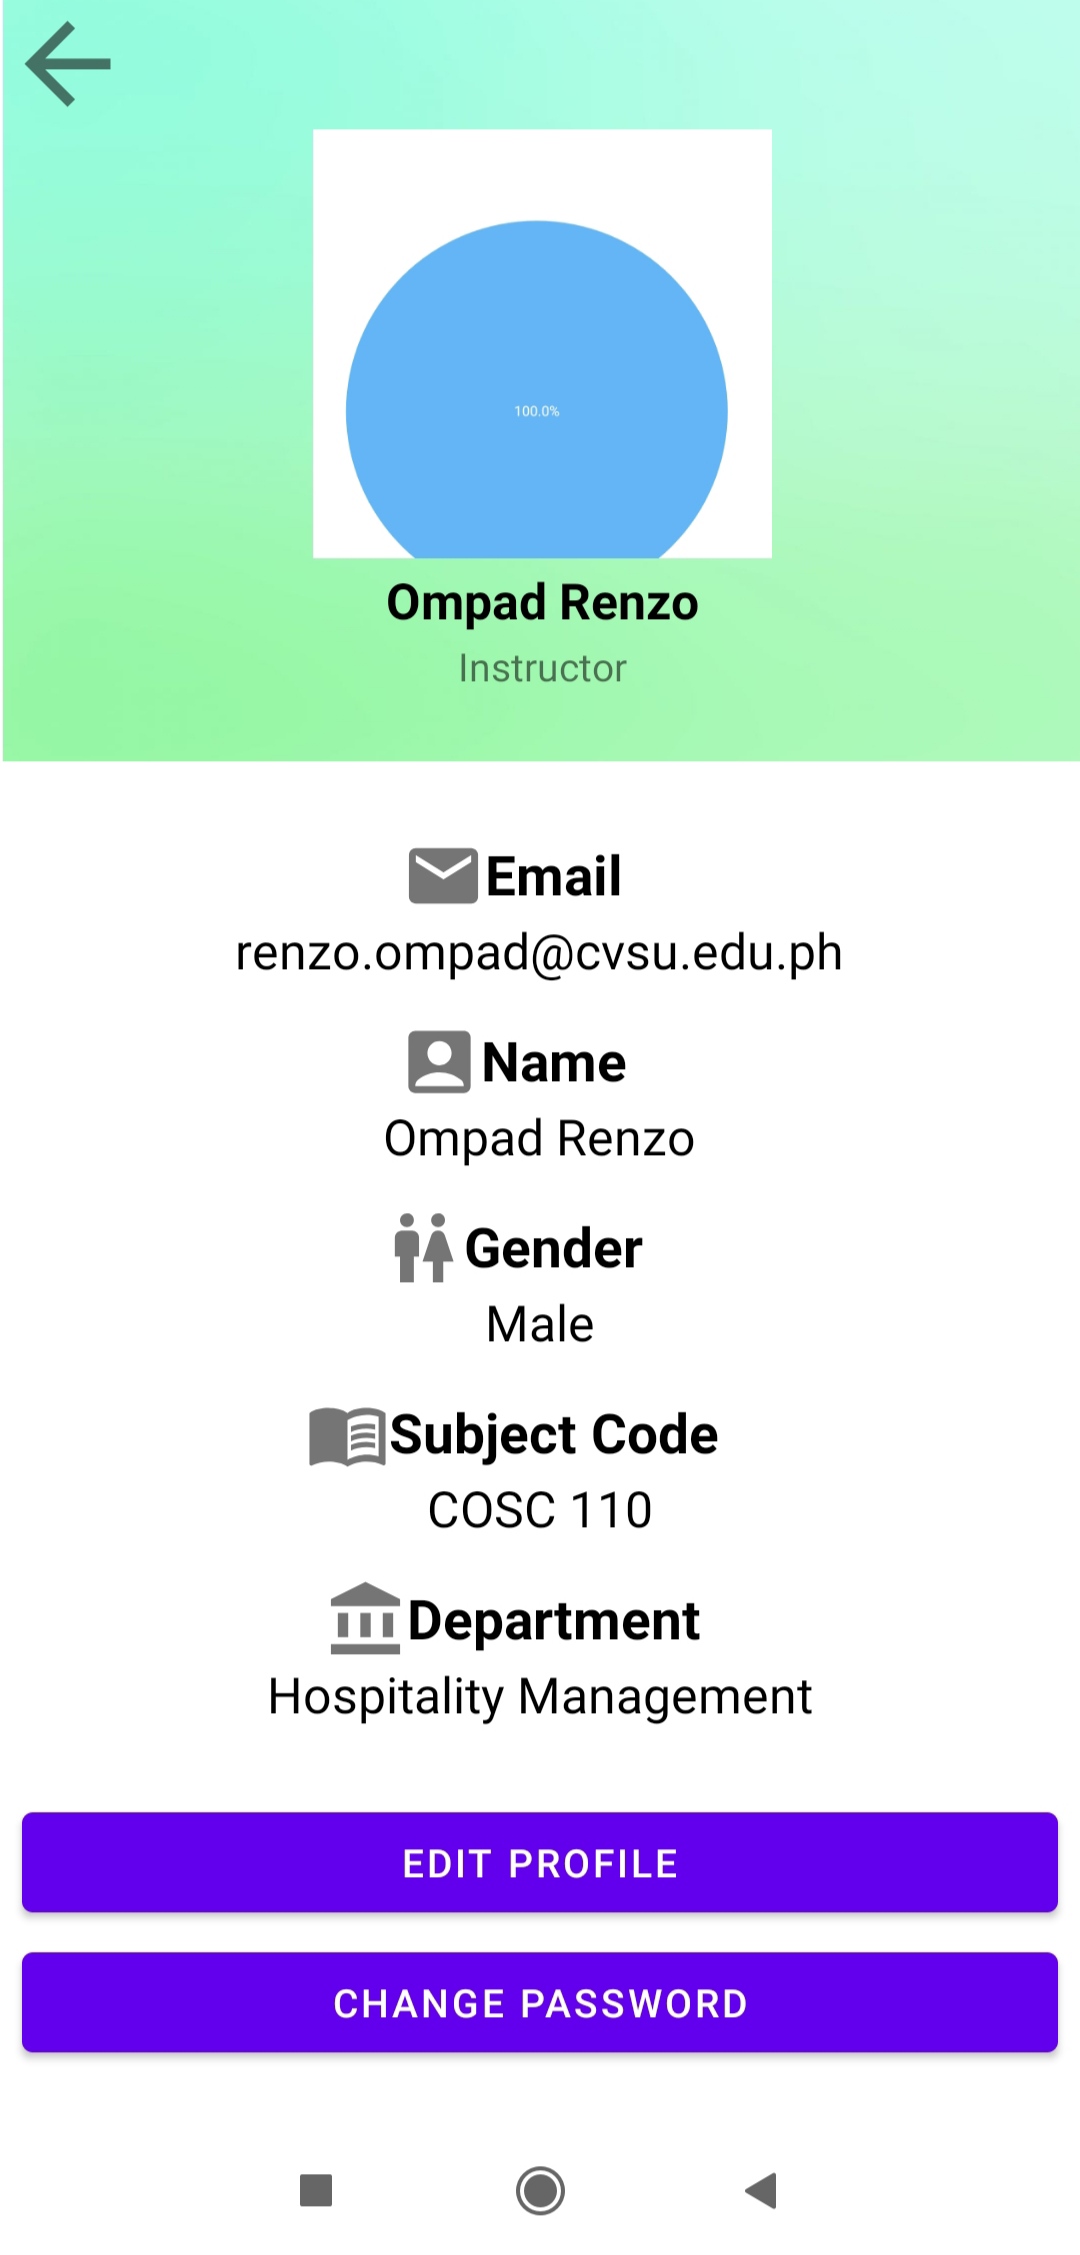 100.0%
Ompad Renzo
Instructor
Email
renzo.ompad@cvsu.edu.ph
Name
Ompad Renzo
Gender
Male
Subject Code
COSC 110
Department
Hospitality Management
EDIT PROFILE
CHANGE PASSWORD